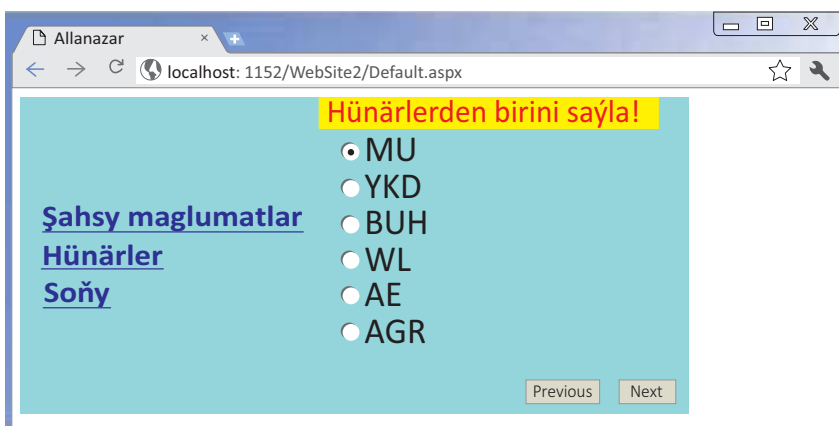 Allanazar
localhost: 1152/WebSite2/Default.aspx
Hünärlerden birini saýla!
MU
YKD
BUH
WL
AE
AGR
Şahsy maglumatlar
Hünärler
Soňy
Previous Next